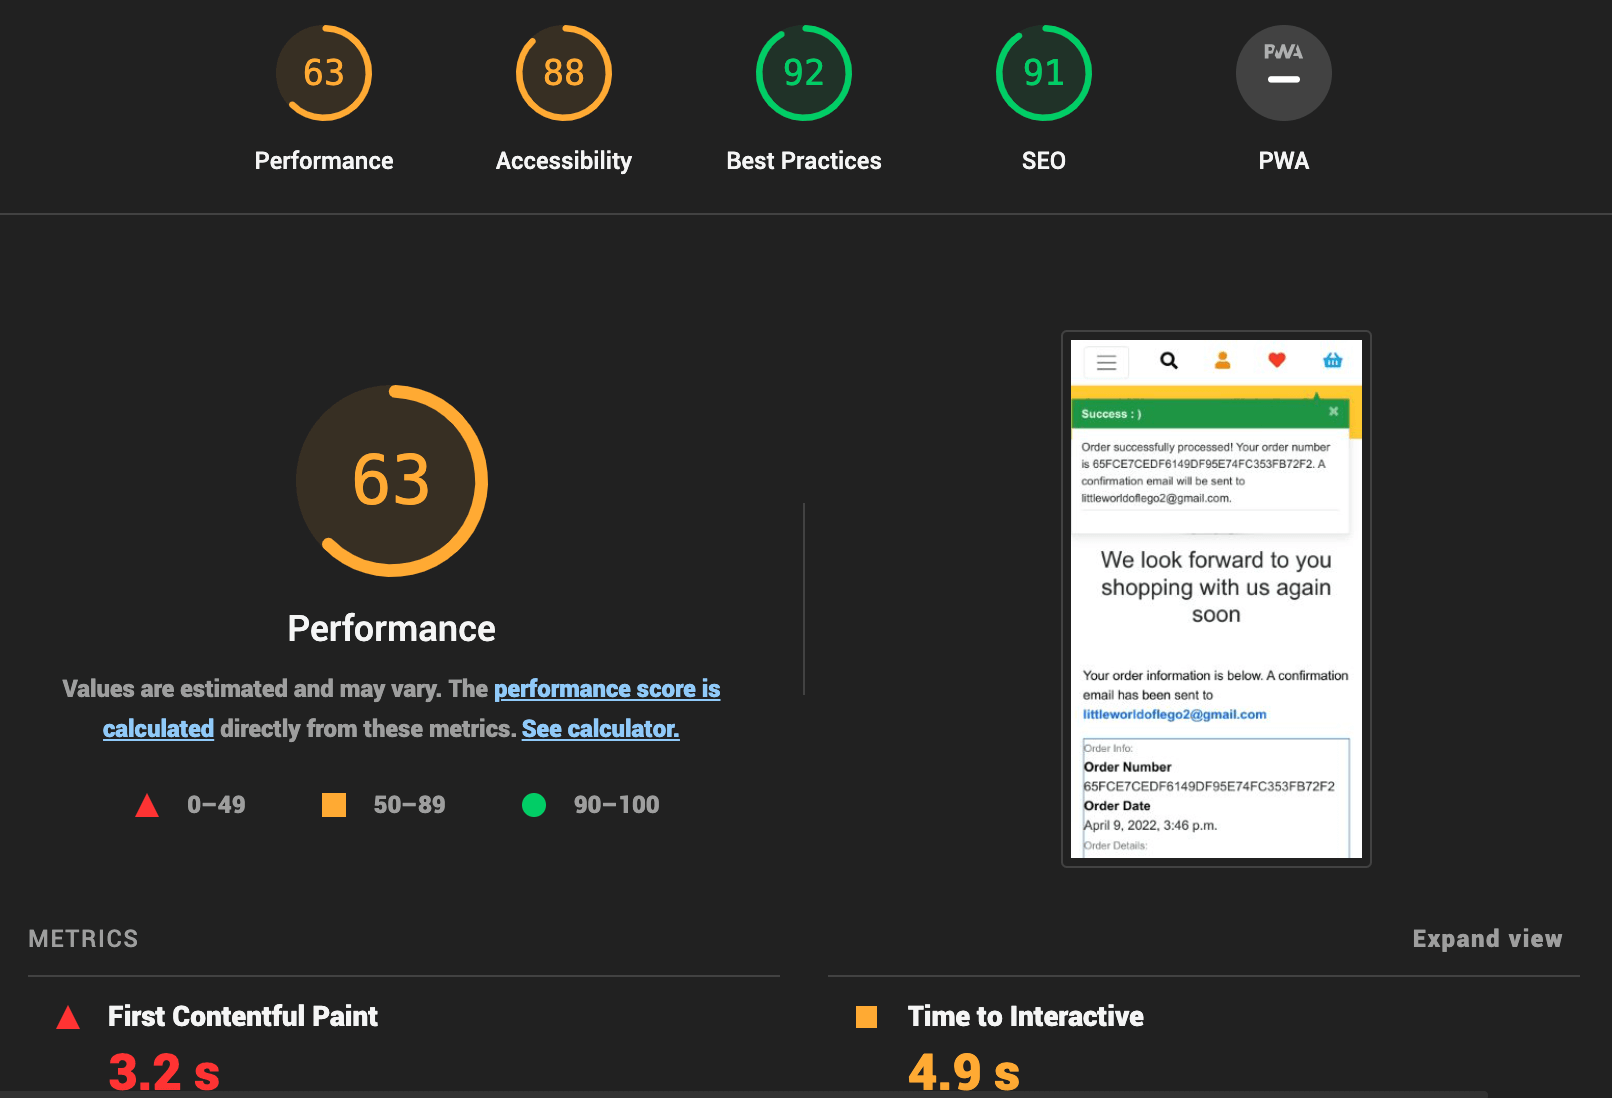 63
88
92
91
PWA
Performance
Accessibility
Best Practices
SEO
PWA
63
Performance
Values are estimated and may vary. The performance score is
calculated directly from these metrics. See calculator.
0–49
50–89
90–100
Success : )
×
Order successfully processed! Your order number
is 65FCE7CEDF6149DF95E74FC353FB72F2. A
confirmation email will be sent to
littleworldoflego2@gmail.com.
We look forward to you
shopping with us again
soon
Your order information is below. A confirmation
email has been sent to
littleworldoflego2@gmail.com
Order Info:
Order Number
65FCE7CEDF6149DF95E74FC353FB72F2
Order Date
April 9, 2022, 3:46 p.m.
Order Details:
METRICS
Expand view
First Contentful Paint
3.2 s
Time to Interactive
4.9 s